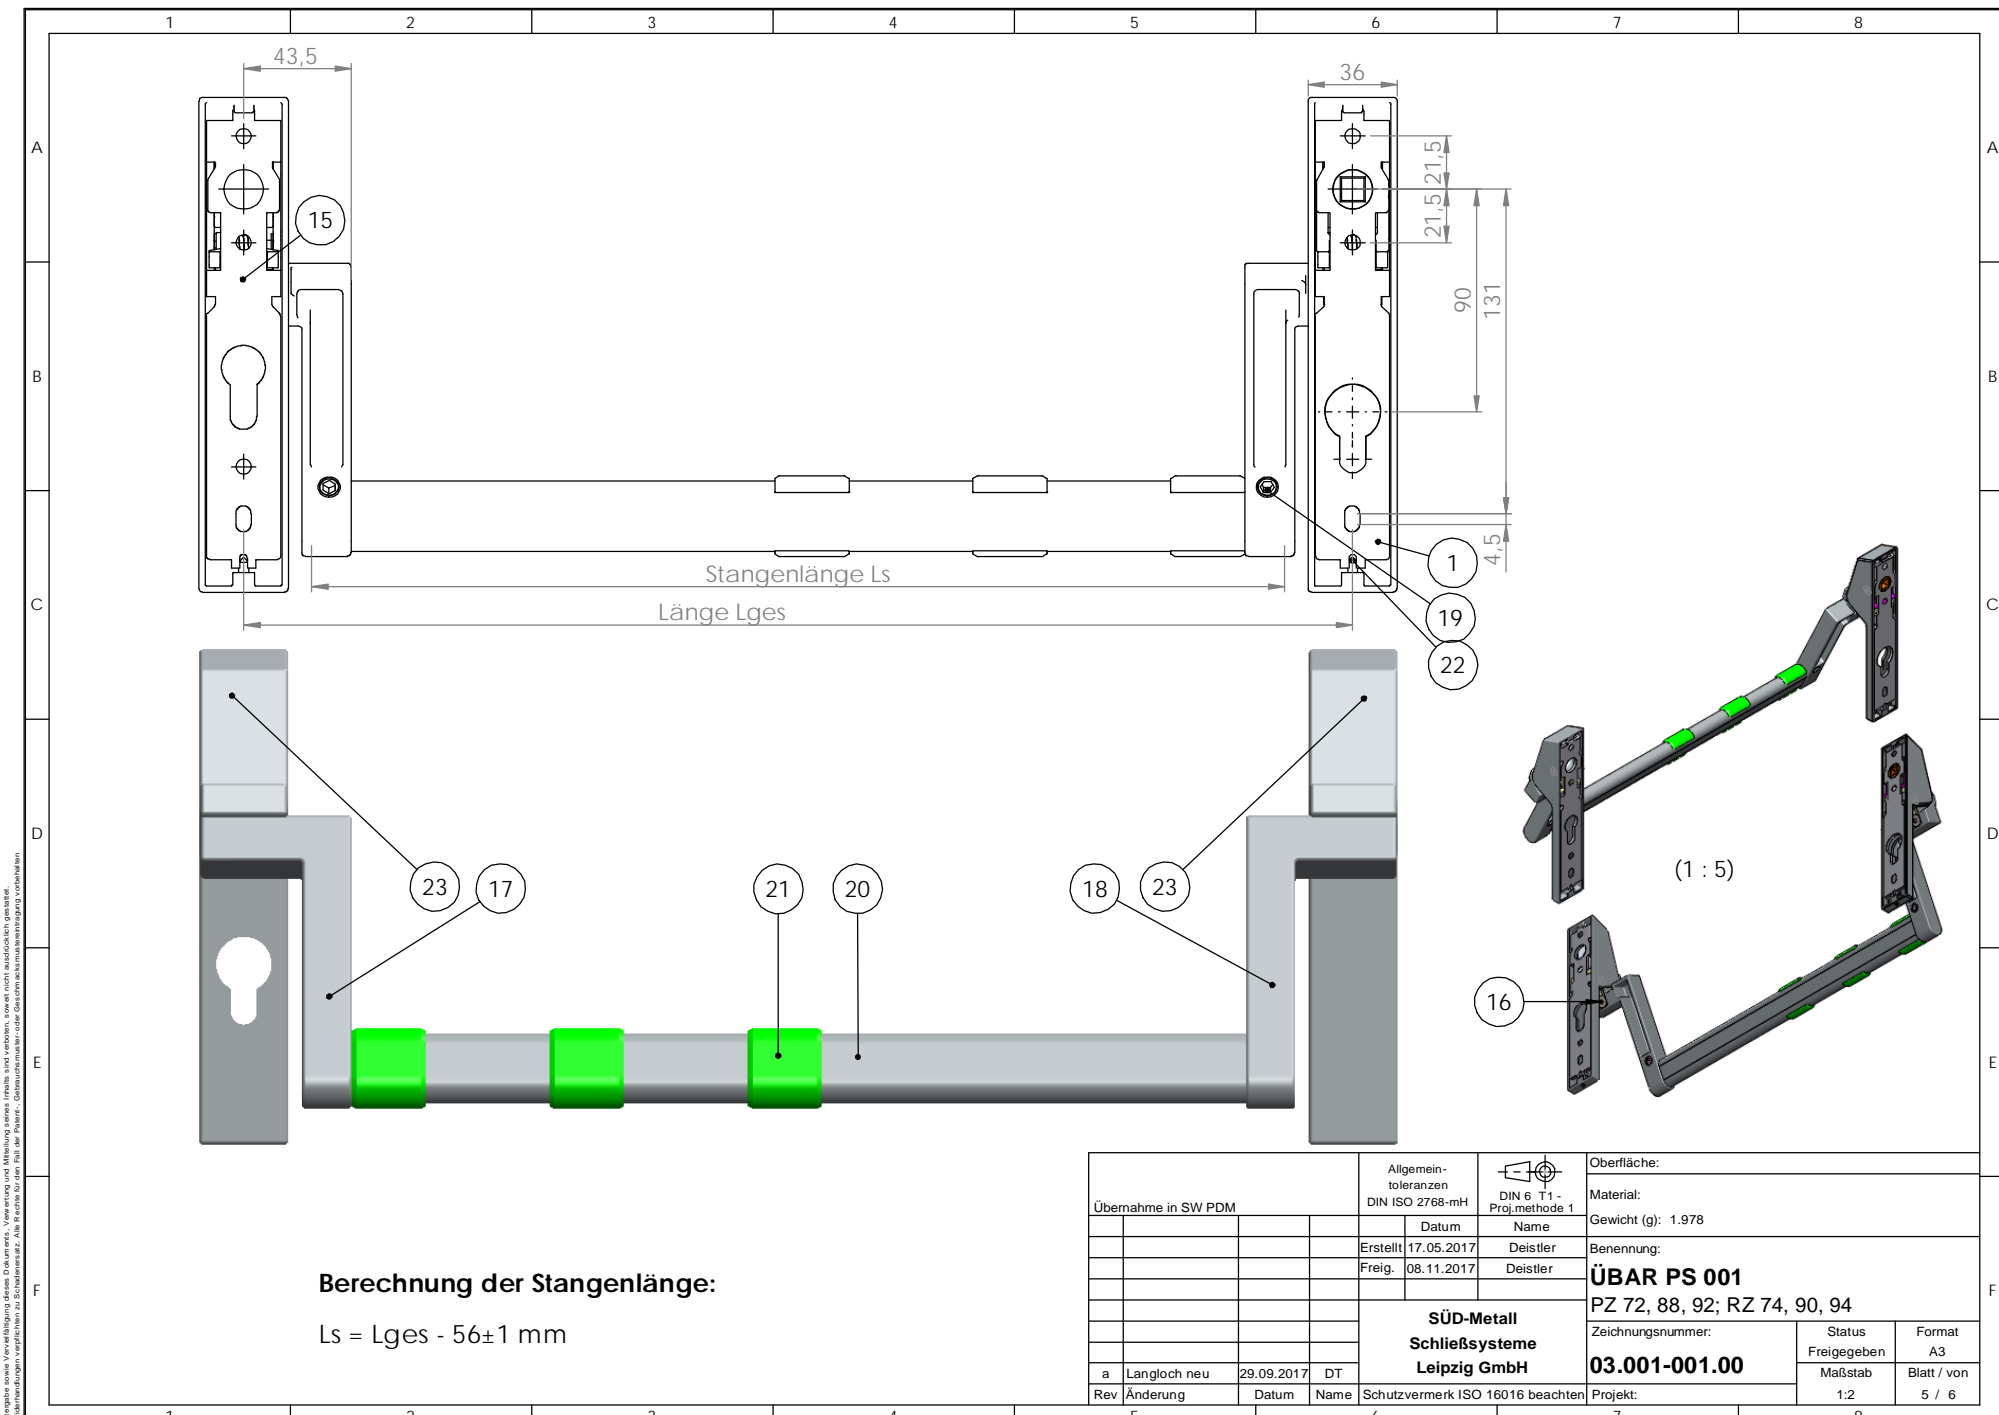 1 2 3 4 5 6 7 8
A A
B B
C C
D D
E E
F F
43,5
36
21,5
21,5
90
131
4,5
15
1
19
22
Stangenlänge Ls
Länge Lges
23
17
21
20
18
23
16
(1 : 5)
Berechnung der Stangenlänge:
Ls = Lges - 56±1 mm
Übernahme in SW PDM
Allgemein-
toleranzen
DIN ISO 2768-mH
DIN 6 T1 -
Proj.methode 1
Oberfläche:
Material:
Gewicht (g): 1.978
Datum Name
Erstellt 17.05.2017 Deistler
Freig. 08.11.2017 Deistler
Benennung:
ÜBAR PS 001
PZ 72, 88, 92; RZ 74, 90, 94
SÜD-Metall
Schließsysteme
Leipzig GmbH
Zeichnungsnummer:
03.001-001.00
Status
Freigegeben
Format
A3
Maßstab
1:2
Blatt / von
5 / 6
a Langloch neu 29.09.2017 DT
Rev Änderung Datum Name
Schutzvermerk ISO 16016 beachten
Projekt: